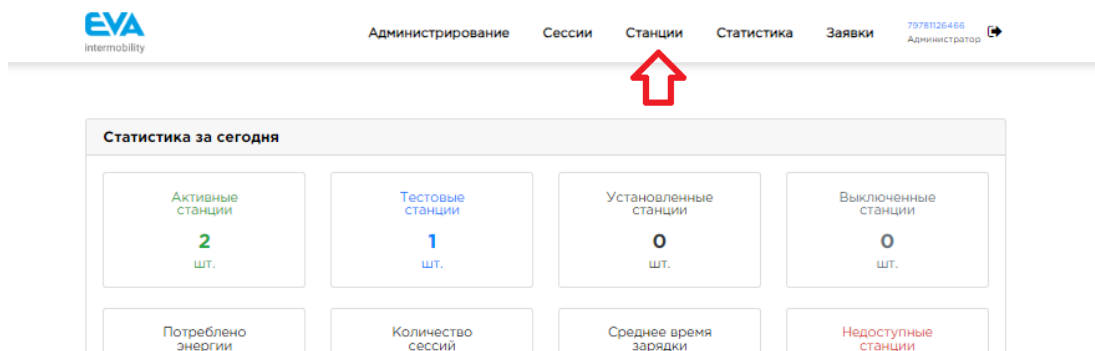 EVA
intermobility
Администрирование Сессии Станции Статистика Заявки
79781126466
Администратор
Статистика за сегодня
Активные
станции
2
шт.
Тестовые
станции
1
шт.
Установленные
станции
0
шт.
Выключенные
станции
0
шт.
Потреблено
энергии
Количество
сессий
Среднее время
зарядки
Недоступные
станции